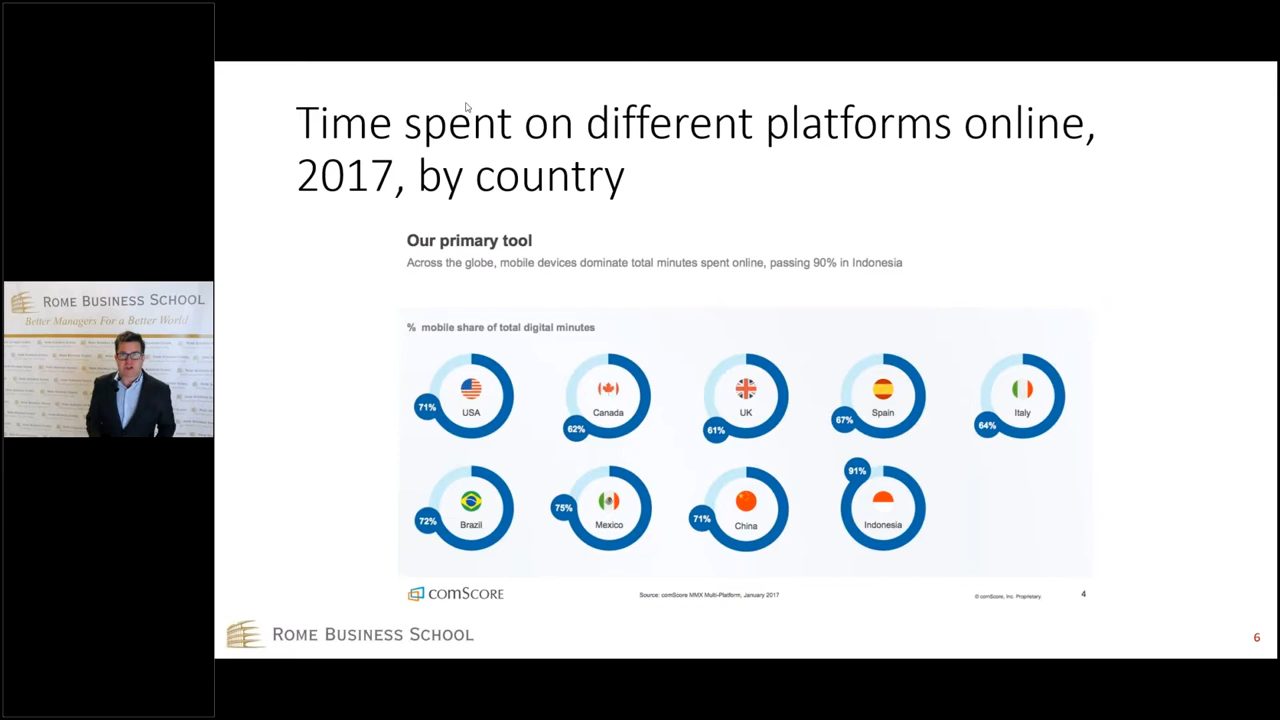 Time spent on different platforms online,
2017, by country
Our primary tool
Across the globe, mobile devices dominate total minutes spent online, passing 90% in Indonesia
% mobile share of total digital minutes
71%
USA
62%
Canada
61%
UK
67%
Spain
64%
Italy
72%
Brazil
75%
Mexico
71%
China
91%
Indonesia
comSCORE
Source: comScore MMX Multi-Platform, January 2017
© comScore, Inc. Proprietary.
4
ROME BUSINESS SCHOOL
6
ROME BUSINESS SCHOOL
Better Managers For a Better World